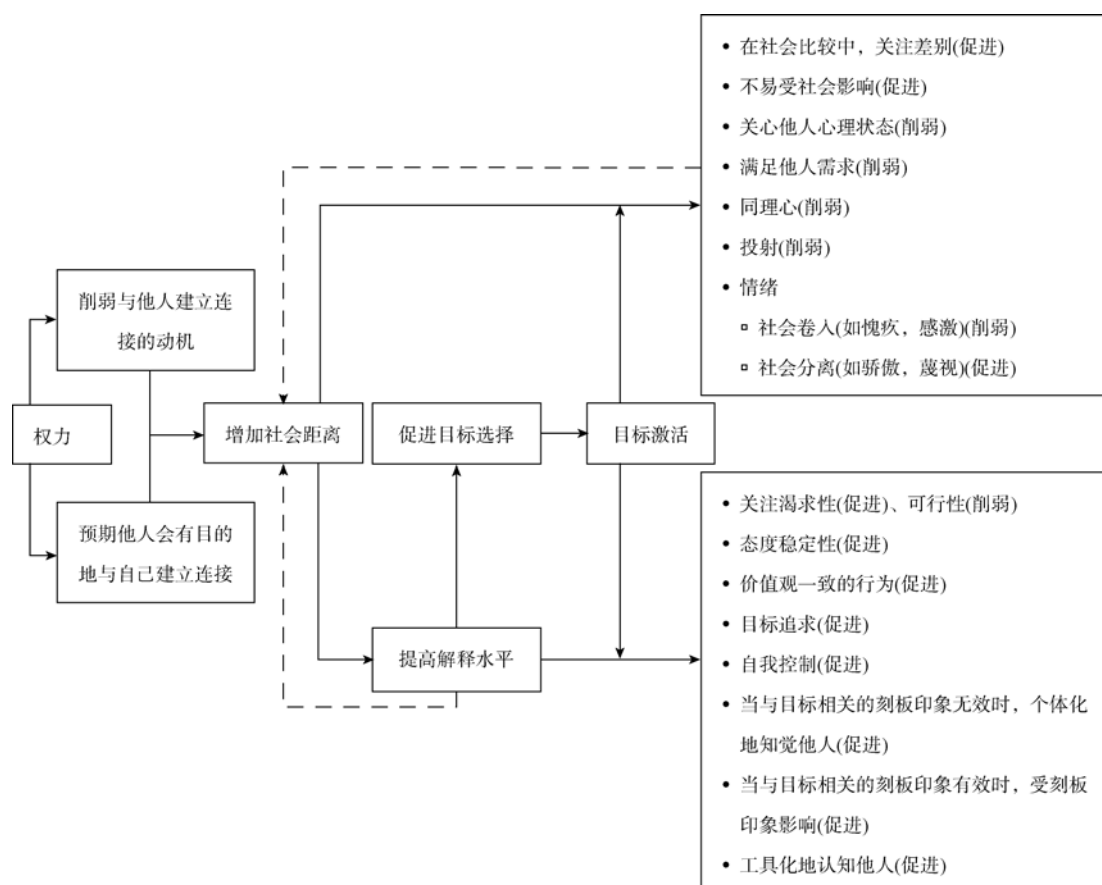 • 在社会比较中，关注差别(促进)
• 不易受社会影响(促进)
• 关心他人心理状态(削弱)
• 满足他人需求(削弱)
• 同理心(削弱)
• 投射(削弱)
• 情绪
▫ 社会卷入(如愧疚，感激)(削弱)
▫ 社会分离(如骄傲，蔑视)(促进)
削弱与他人建立连
接的动机
权力
增加社会距离
促进目标选择
目标激活
预期他人会有目的
地与自己建立连接
提高解释水平
• 关注渴求性(促进)、可行性(削弱)
• 态度稳定性(促进)
• 价值观一致的行为(促进)
• 目标追求(促进)
• 自我控制(促进)
• 当与目标相关的刻板印象无效时，个体化
地知觉他人(促进)
• 当与目标相关的刻板印象有效时，受刻板
印象影响(促进)
• 工具化地认知他人(促进)